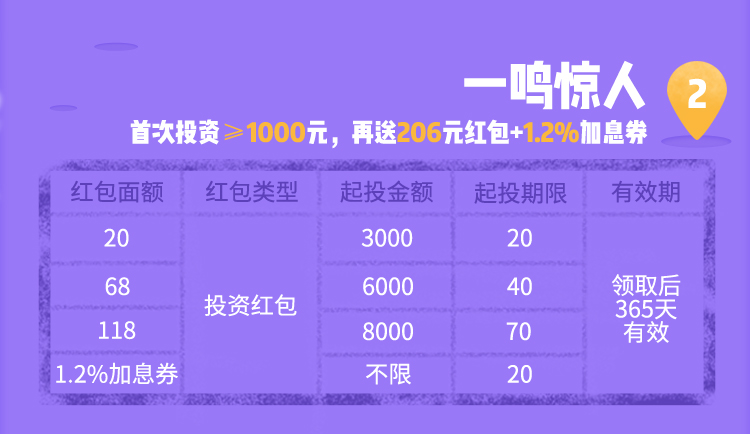 一鸣惊人
2
首次投资≥1000元，再送206元红包+1.2%加息券
红包面额 红包类型 起投金额 起投期限 有效期
20 3000 20
68 6000 40
投资红包
领取后
365天
有效
118 8000 70
1.2%加息券 不限 20